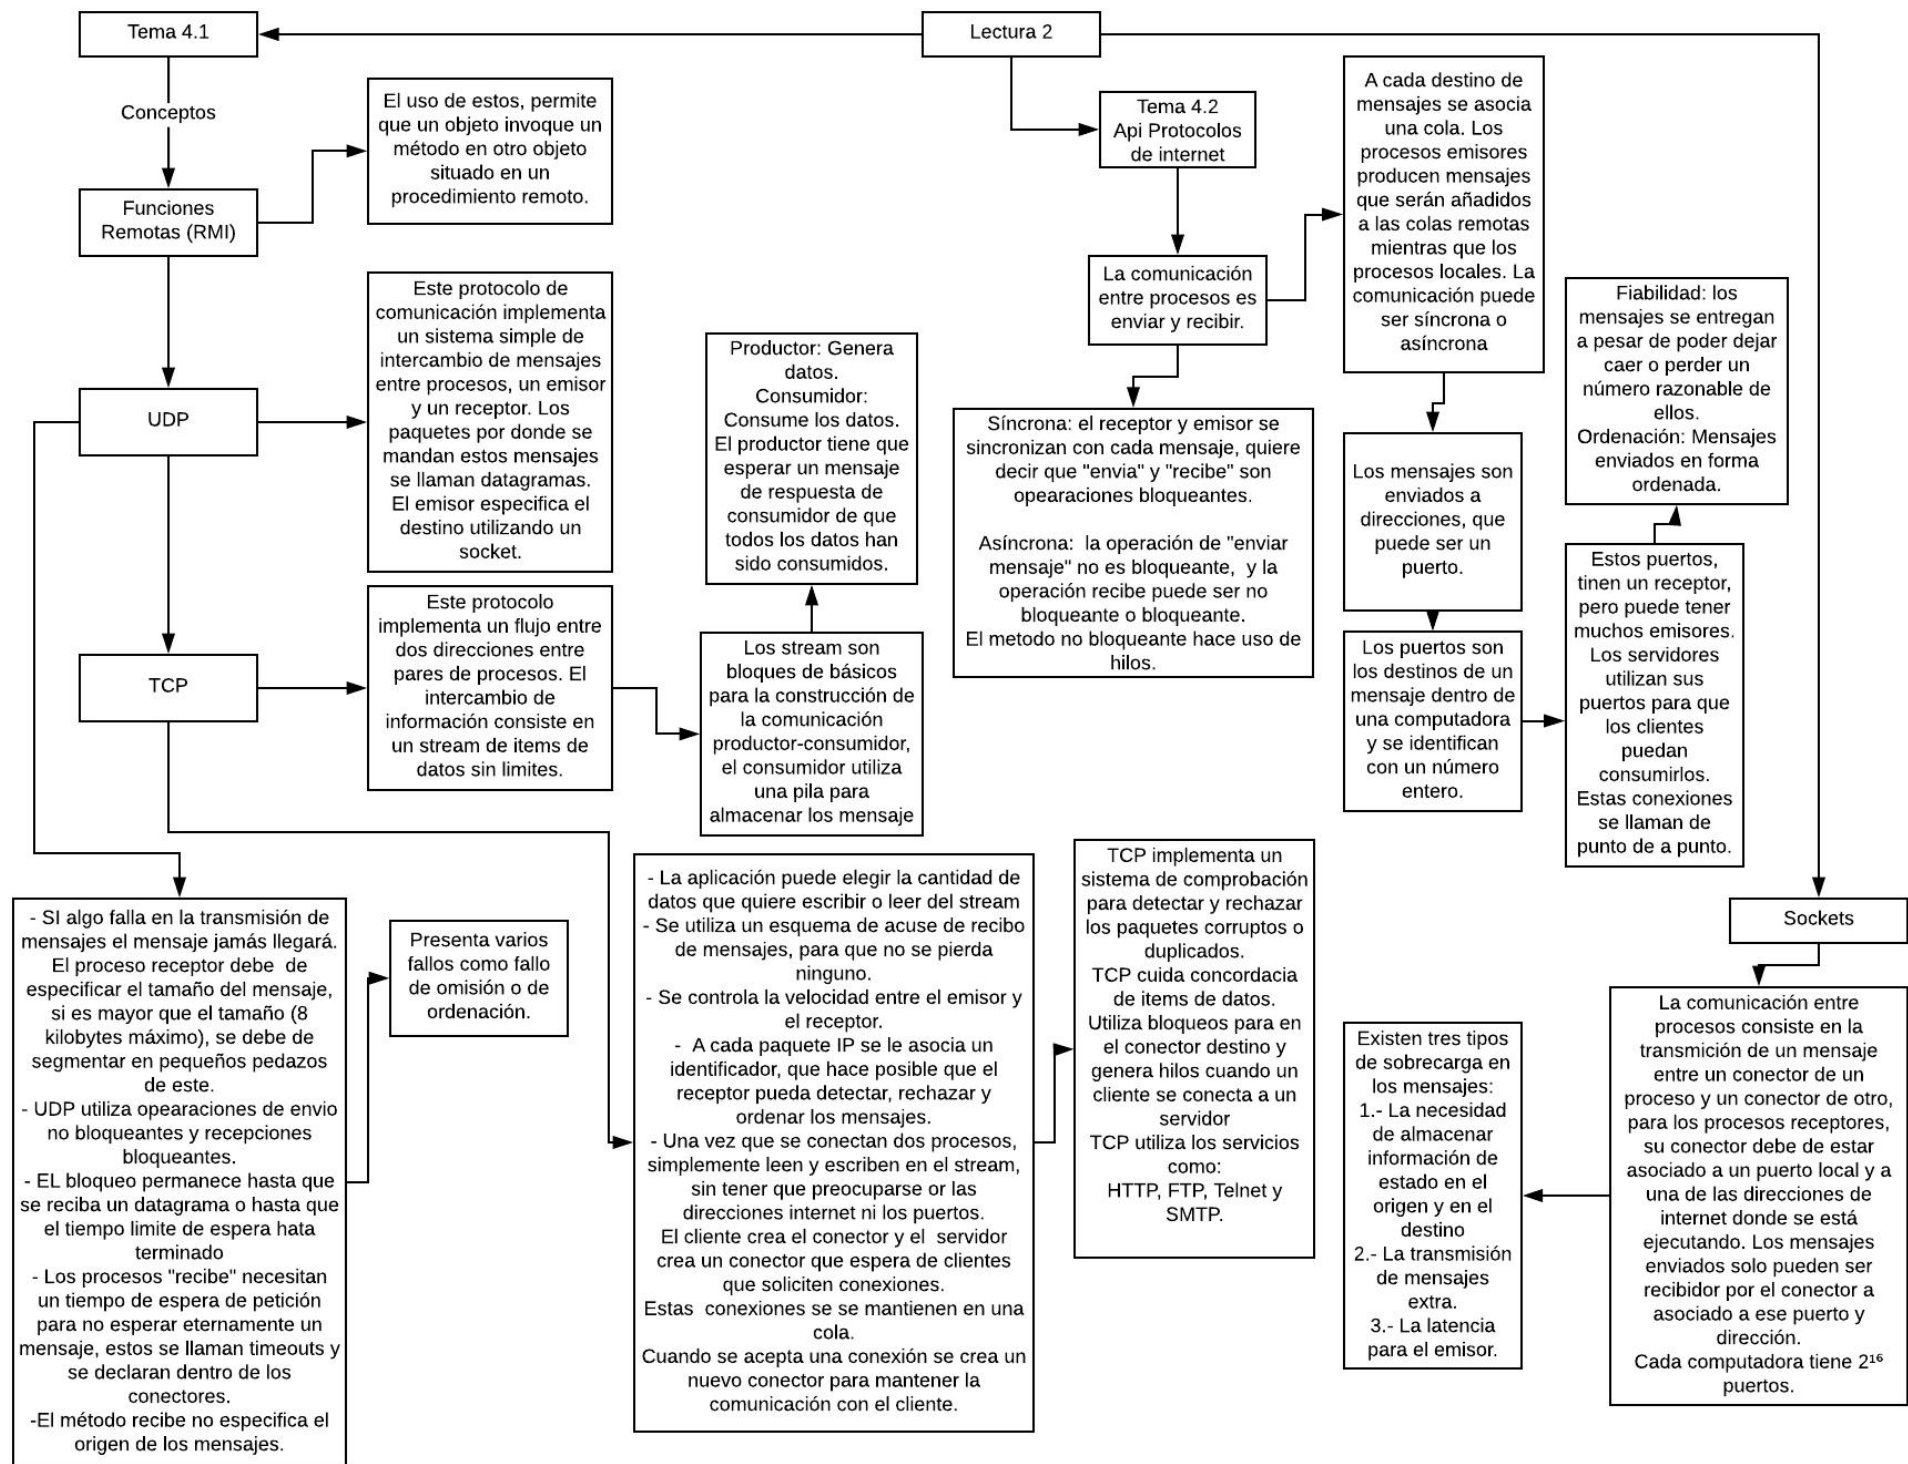 Tema 4.1
Lectura 2
Conceptos
Funciones
Remotas (RMI)
El uso de estos, permite
que un objeto invoque un
método en otro objeto
situado en un
procedimiento remoto.
UDP
Este protocolo de
comunicación implementa
un sistema simple de
intercambio de mensajes
entre procesos, un emisor
y un receptor. Los
paquetes por donde se
mandan estos mensajes
se llaman datagramas.
El emisor especifica el
destino utilizando un
socket.
TCP
Este protocolo
implementa un flujo entre
dos direcciones entre
pares de procesos. El
intercambio de
información consiste en
un stream de items de
datos sin limites.
Productor: Genera
datos.
Consumidor:
Consume los datos.
El productor tiene que
esperar un mensaje
de respuesta de
consumidor de que
todos los datos han
sido consumidos.
Los stream son
bloques de básicos
para la construcción de
la comunicación
productor-consumidor,
el consumidor utiliza
una pila para
almacenar los mensaje
- SI algo falla en la transmisión de
mensajes el mensaje jamás llegará.
El proceso receptor debe de
especificar el tamaño del mensaje,
si es mayor que el tamaño (8
kilobytes máximo), se debe de
segmentar en pequeños pedazos
de este.
- UDP utiliza opearaciones de envio
no bloqueantes y recepciones
bloqueantes.
- EL bloqueo permanece hasta que
se reciba un datagrama o hasta que
el tiempo limite de espera hata
terminado
- Los procesos "recibe" necesitan
un tiempo de espera de petición
para no esperar eternamente un
mensaje, estos se llaman timeouts y
se declaran dentro de los
conectores.
-El método recibe no especifica el
origen de los mensajes.
Presenta varios
fallos como fallo
de omisión o de
ordenación.
- La aplicación puede elegir la cantidad de
datos que quiere escribir o leer del stream
- Se utiliza un esquema de acuse de recibo
de mensajes, para que no se pierda
ninguno.
- Se controla la velocidad entre el emisor y
el receptor.
- A cada paquete IP se le asocia un
identificador, que hace posible que el
receptor pueda detectar, rechazar y
ordenar los mensajes.
- Una vez que se conectan dos procesos,
simplemente leen y escriben en el stream,
sin tener que preocuparse or las
direcciones internet ni los puertos.
El cliente crea el conector y el servidor
crea un conector que espera de clientes
que soliciten conexiones.
Estas conexiones se se mantienen en una
cola.
Cuando se acepta una conexión se crea un
nuevo conector para mantener la
comunicación con el cliente.
TCP implementa un
sistema de comprobación
para detectar y rechazar
los paquetes corruptos o
duplicados.
TCP cuida concordacia
de items de datos.
Utiliza bloqueos para en
el conector destino y
genera hilos cuando un
cliente se conecta a un
servidor
TCP utiliza los servicios
como:
HTTP, FTP, Telnet y
SMTP.
Tema 4.2
Api Protocolos
de internet
La comunicación
entre procesos es
enviar y recibir.
Síncrona: el receptor y emisor se
sincronizan con cada mensaje, quiere
decir que "envia" y "recibe" son
opearaciones bloqueantes.
Asíncrona: la operación de "enviar
mensaje" no es bloqueante, y la
operación recibe puede ser no
bloqueante o bloqueante.
El metodo no bloqueante hace uso de
hilos.
A cada destino de
mensajes se asocia
una cola. Los
procesos emisores
producen mensajes
que serán añadidos
a las colas remotas
mientras que los
procesos locales. La
comunicación puede
ser síncrona o
asíncrona
Los mensajes son
enviados a
direcciones, que
puede ser un
puerto.
Los puertos son
los destinos de un
mensaje dentro de
una computadora
y se identifican
con un número
entero.
Fiabilidad: los
mensajes se entregan
a pesar de poder dejar
caer o perder un
número razonable de
ellos.
Ordenación: Mensajes
enviados en forma
ordenada.
Estos puertos,
tinen un receptor,
pero puede tener
muchos emisores.
Los servidores
utilizan sus
puertos para que
los clientes
puedan
consumirlos.
Estas conexiones
se llaman de
punto de a punto.
Sockets
La comunicación entre
procesos consiste en la
transmición de un mensaje
entre un conector de un
proceso y un conector de otro,
para los procesos receptores,
su conector debe de estar
asociado a un puerto local y a
una de las direcciones de
internet donde se está
ejecutando. Los mensajes
enviados solo pueden ser
recibidor por el conector a
asociado a ese puerto y
dirección.
Cada computadora tiene 2¹⁶
puertos.
Existen tres tipos
de sobrecarga en
los mensajes:
1.- La necesidad
de almacenar
información de
estado en el
origen y en el
destino
2.- La transmisión
de mensajes
extra.
3.- La latencia
para el emisor.